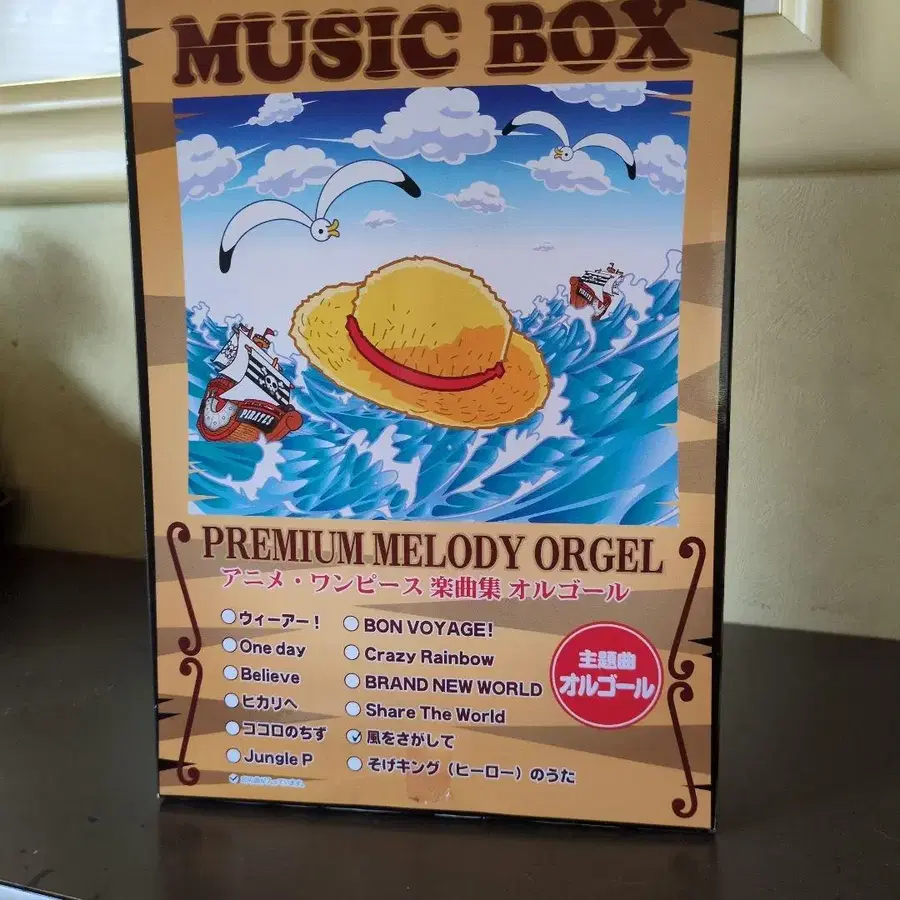 MUSIC BOX
PIRATES
PREMIUM MELODY ORGEL
アニメ・ワンピース 楽曲集 オルゴール
ウィーアー!
One day
Believe
ヒカリへ
ココロのちず
Jungle P
BON VOYAGE!
Crazy Rainbow
BRAND NEW WORLD
Share The World
風をさがして
そげキング(ヒーロー)のうた
主題曲
オルゴール